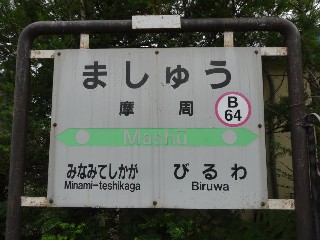 ましゅう
摩周
B
64
Mashū
みなみてしかが
Minami-teshikaga
びるわ
Biruwa